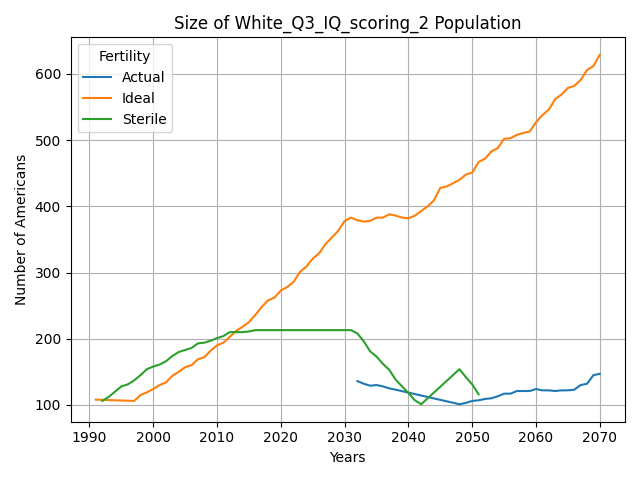 Size of White_Q3_IQ_scoring_2 Population
Fertility
Actual
Ideal
Sterile
Number of Americans
600
500
400
300
200
100
1990
2000
2010
2020
2030
2040
2050
2060
2070
Years